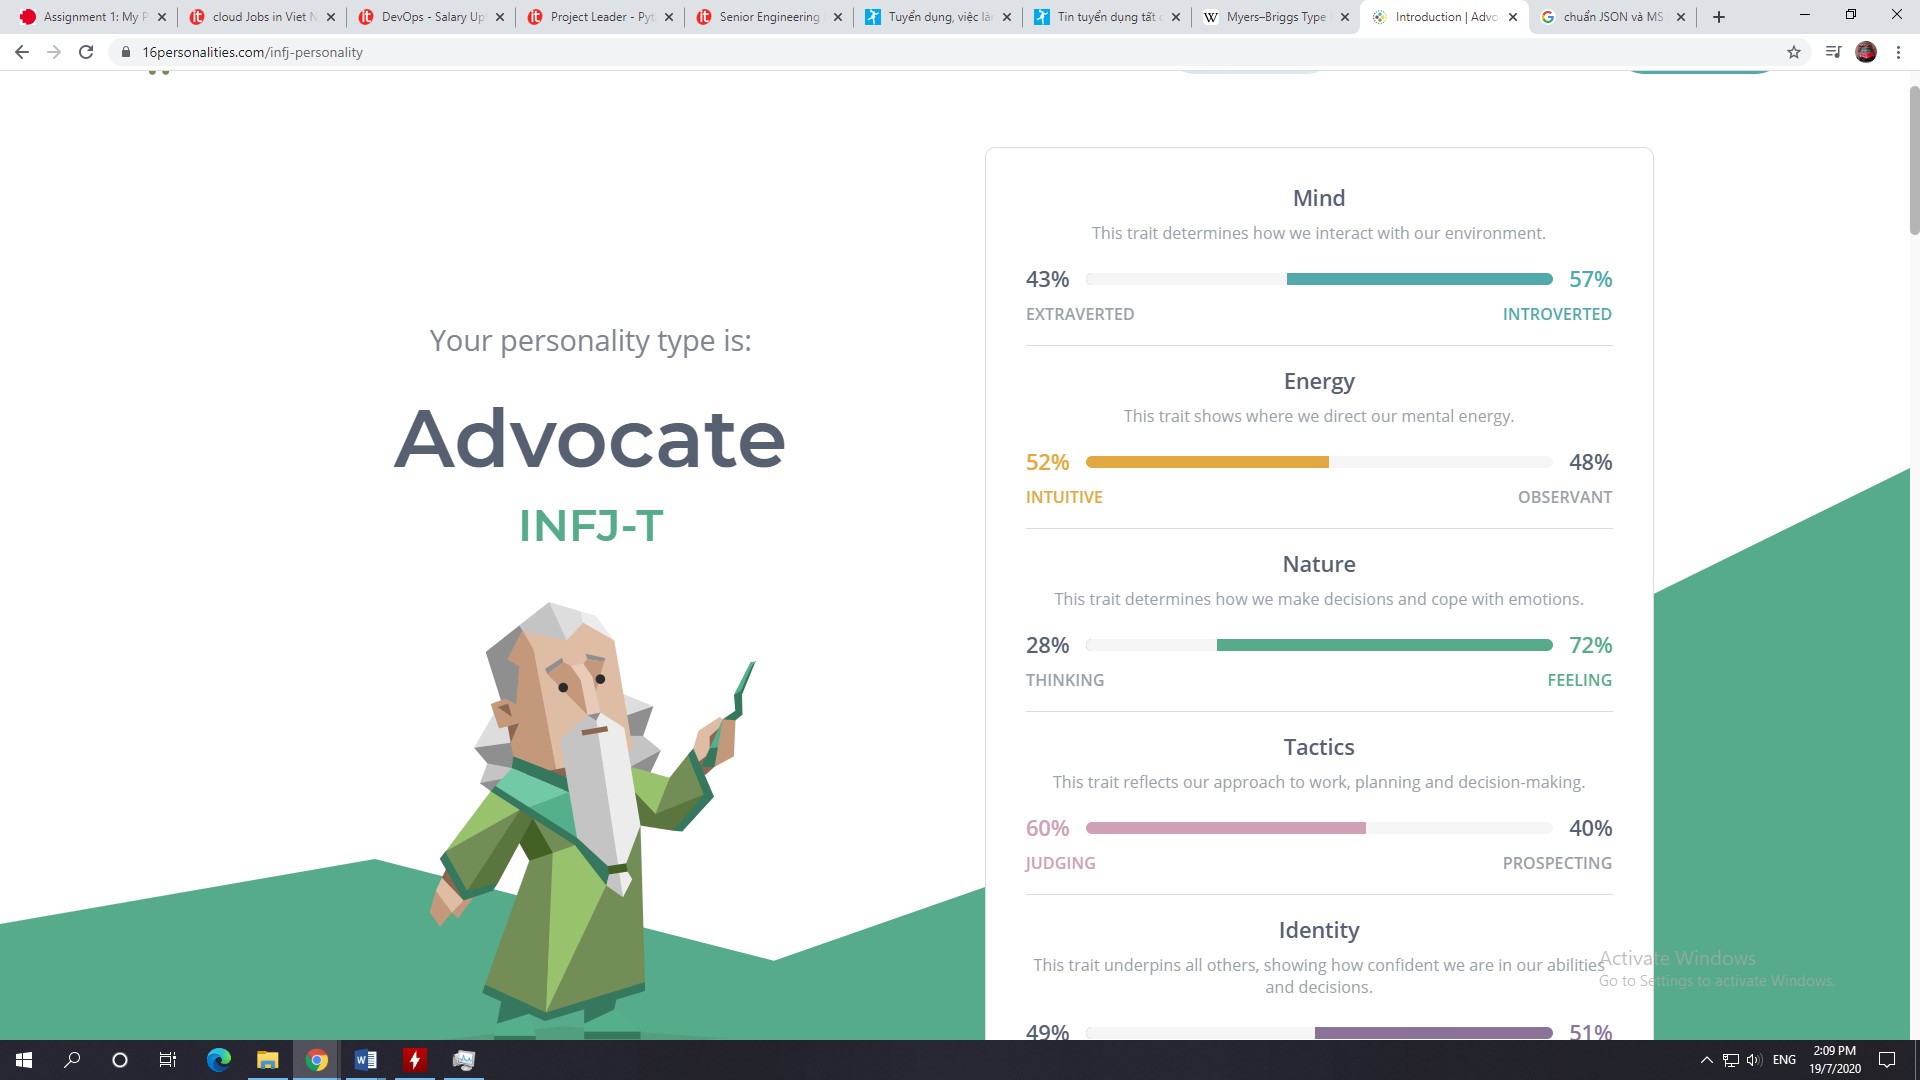 Assignment 1: My P
cloud Jobs in Viet N
DevOps - Salary Up
Project Leader - Pyt
Senior Engineering
Tuyển dụng, việc là
Tin tuyển dụng tất
Myers–Briggs Type
Introduction | Advo
chuẩn JSON và MS
16personalities.com/infj-personality
Your personality type is:
Advocate
INFJ-T
Mind
This trait determines how we interact with our environment.
43% 57%
EXTRAVERTED INTROVERTED
Energy
This trait shows where we direct our mental energy.
52% 48%
INTUITIVE OBSERVANT
Nature
This trait determines how we make decisions and cope with emotions.
28% 72%
THINKING FEELING
Tactics
This trait reflects our approach to work, planning and decision-making.
60% 40%
JUDGING PROSPECTING
Identity
This trait underpins all others, showing how confident we are in our abilities
and decisions.
49% 51%
Activate Windows
Go to Settings to activate Windows.
ENG
2:09 PM
19/7/2020